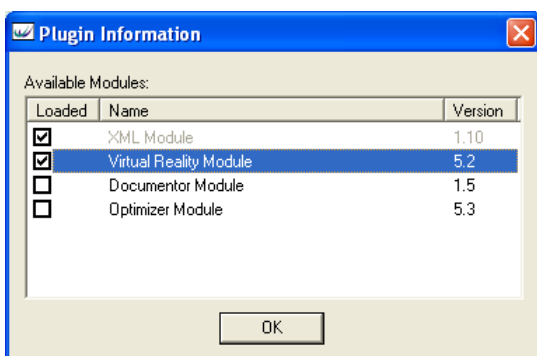 Plugin Information
Available Modules:
Loaded Name Version
XML Module 1.10
Virtual Reality Module 5.2
Documentor Module 1.5
Optimizer Module 5.3
OK